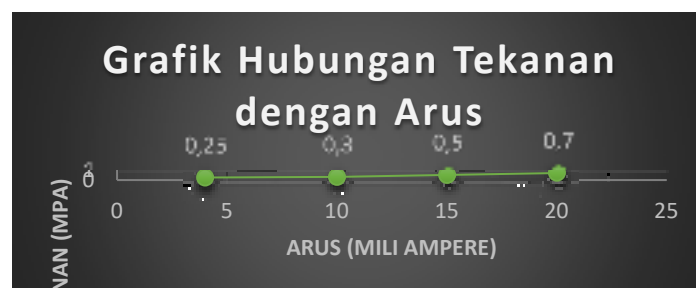 Grafik Hubungan Tekanan
dengan Arus
0,25 0,3 0,5 0.7
0
0 5 10 15 20 25
ARUS (MILI AMPERE)
NAN (MPA)